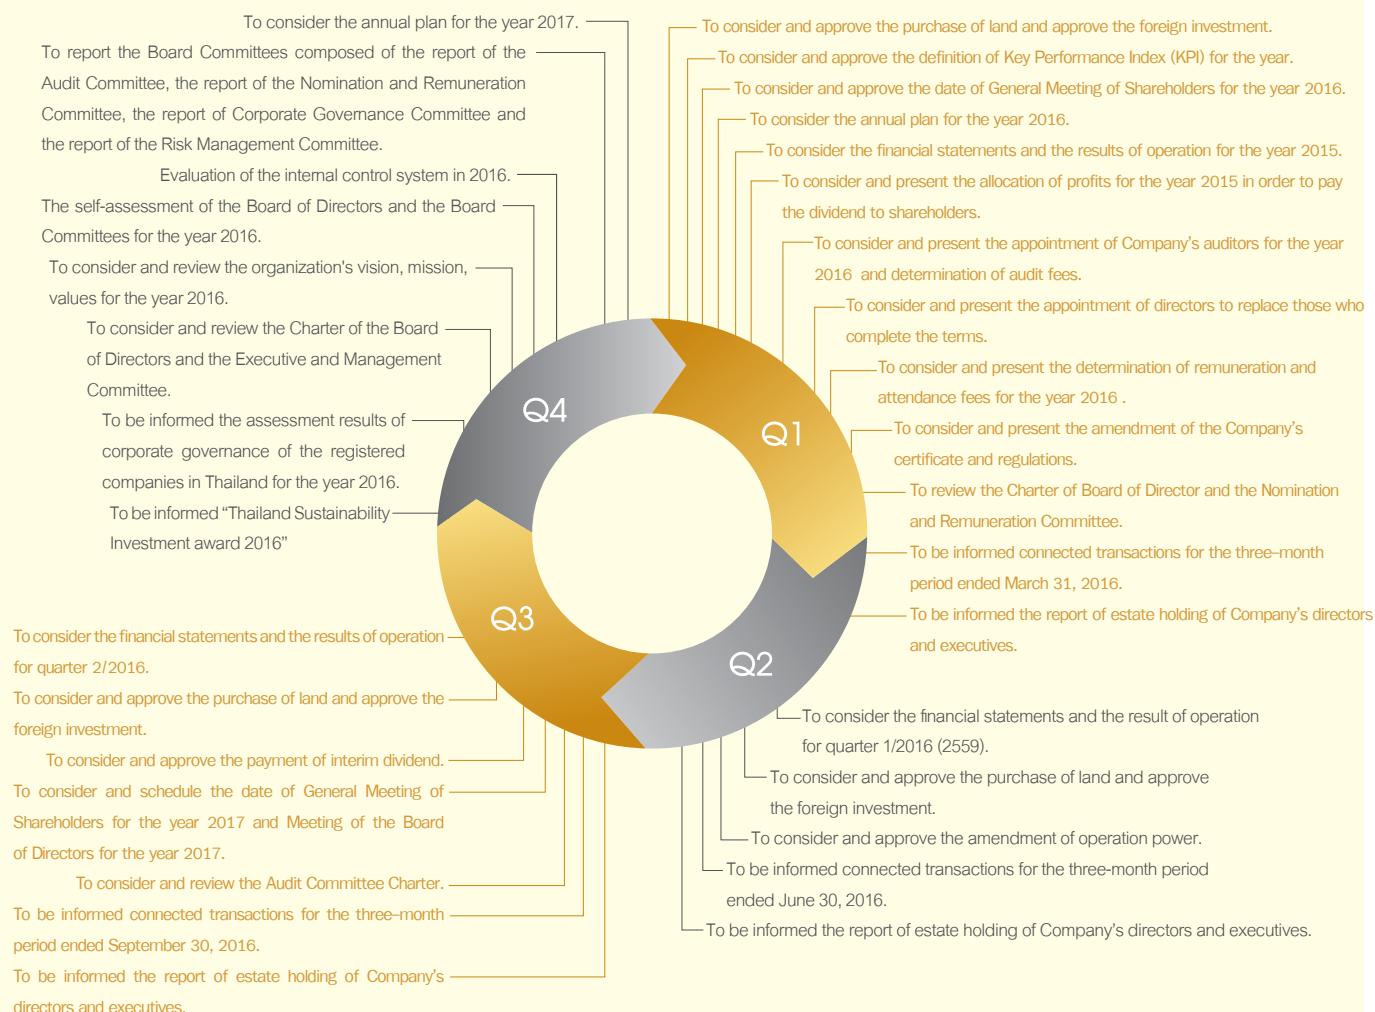 To consider and approve the purchase of land and approve the foreign investment.
To consider and approve the definition of Key Performance Index (KPI) for the year.
To consider and approve the date of General Meeting of Shareholders for the year 2016.
To consider the annual plan for the year 2016.
To consider the financial statements and the results of operation for the year 2015.
To consider and present the allocation of profits for the year 2015 in order to pay
the dividend to shareholders.
To consider and present the appointment of Company's auditors for the year
2016 and determination of audit fees.
To consider and present the appointment of directors to replace those who
complete the terms.
To consider and present the determination of remuneration and
attendance fees for the year 2016 .
To consider and present the amendment of the Company's
certificate and regulations.
To review the Charter of Board of Director and the Nomination
and Remuneration Committee.
To be informed connected transactions for the three–month
period ended March 31, 2016.
To be informed the report of estate holding of Company's directors
and executives.
Q1
Q2
To consider the financial statements and the result of operation
for quarter 1/2016 (2559).
To consider and approve the purchase of land and approve
the foreign investment.
To consider and approve the amendment of operation power.
To be informed connected transactions for the three-month period
ended June 30, 2016.
To be informed the report of estate holding of Company's directors and executives.
Q3
To consider the financial statements and the results of operation
for quarter 2/2016.
To consider and approve the purchase of land and approve the
foreign investment.
To consider and approve the payment of interim dividend.
To consider and schedule the date of General Meeting of
Shareholders for the year 2017 and Meeting of the Board
of Directors for the year 2017.
To consider and review the Audit Committee Charter.
To be informed connected transactions for the three–month
period ended September 30, 2016.
To be informed the report of estate holding of Company's
directors and executives.
Q4
To consider the annual plan for the year 2017.
To report the Board Committees composed of the report of the
Audit Committee, the report of the Nomination and Remuneration
Committee, the report of Corporate Governance Committee and
the report of the Risk Management Committee.
Evaluation of the internal control system in 2016.
The self-assessment of the Board of Directors and the Board
Committees for the year 2016.
To consider and review the organization's vision, mission,
values for the year 2016.
To consider and review the Charter of the Board
of Directors and the Executive and Management
Committee.
To be informed the assessment results of
corporate governance of the registered
companies in Thailand for the year 2016.
To be informed “Thailand Sustainability
Investment award 2016”